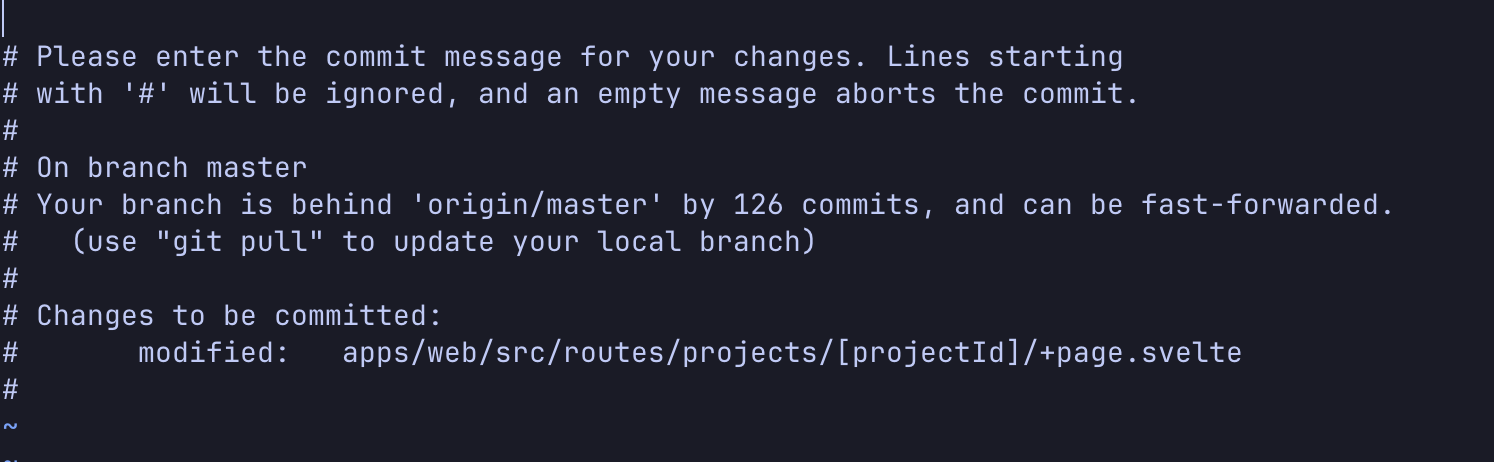 # Please enter the commit message for your changes. Lines starting
# with '#' will be ignored, and an empty message aborts the commit.
#
# On branch master
# Your branch is behind 'origin/master' by 126 commits, and can be fast-forwarded.
#   (use "git pull" to update your local branch)
#
# Changes to be committed:
#       modified:   apps/web/src/routes/projects/[projectId]/+page.svelte
#
~
~